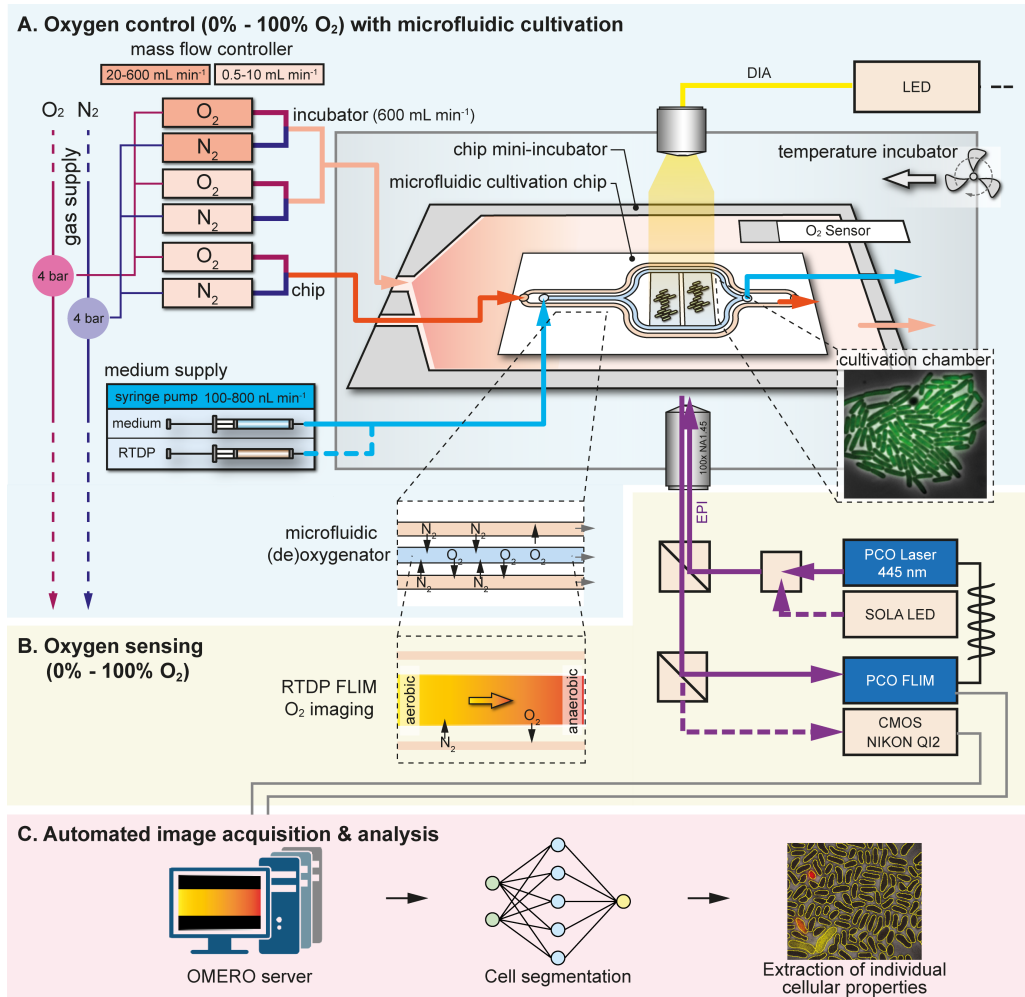 A. Oxygen control (0% - 100% O2) with microfluidic cultivation
mass flow controller
20-600 mL min-1
0.5-10 mL min-1
O2
N2
gas supply
4 bar
4 bar
O2
N2
O2
N2
O2
N2
incubator (600 mL min-1)
chip
DIA
LED
chip mini-incubator
microfluidic cultivation chip
temperature incubator
O2 Sensor
medium supply
syringe pump 100-800 nL min-1
medium
RTDP
cultivation chamber
100x NA1.45
EPI
microfluidic
(de)oxygenator
N2
N2
O2
O2
O2
N2
N2
PCO Laser
445 nm
SOLA LED
PCO FLIM
CMOS
NIKON QI2
B. Oxygen sensing
(0% - 100% O2)
RTDP FLIM
O2 imaging
aerobic
anaerobic
O2
N2
C. Automated image acquisition & analysis
OMERO server
Cell segmentation
Extraction of individual
cellular properties